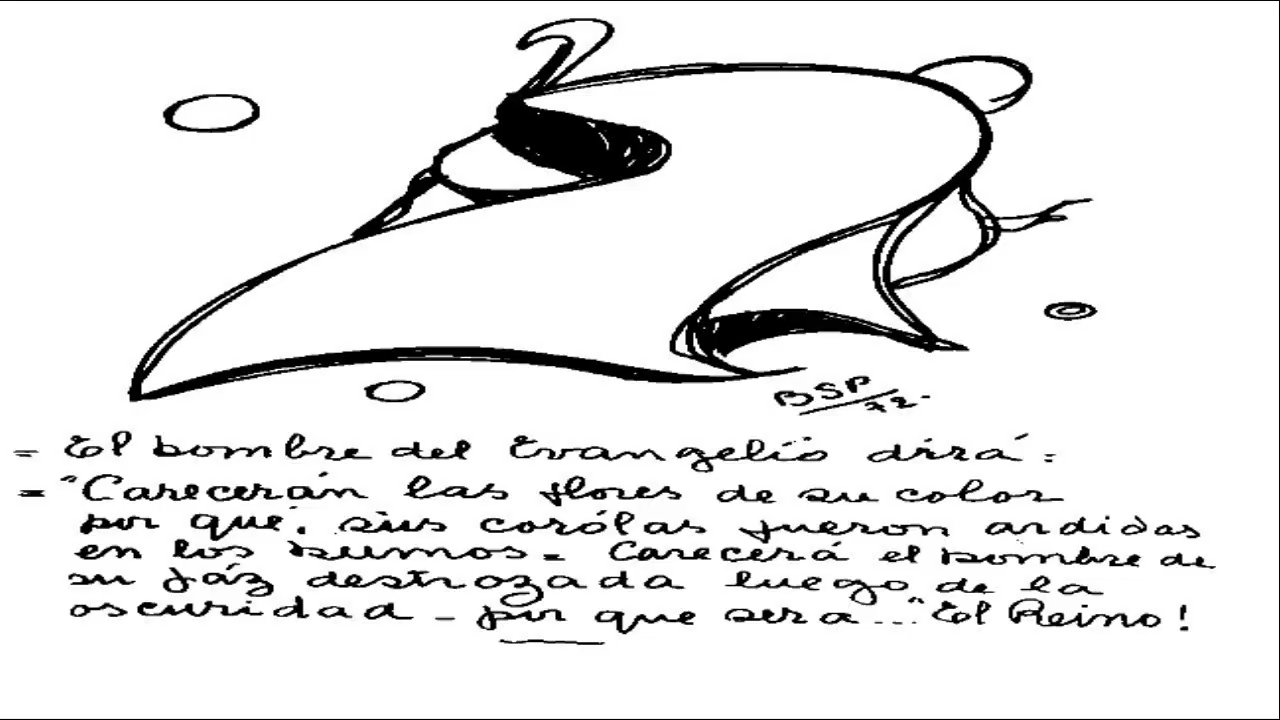 BSP/72.
= El hombre del Evangelio dirá:
= "Carecerán las flores de su color
por que, sus corólas fueron ardidas
en los humos = Carecerá el hombre de
su fáz destrozada luego de la
oscuridad - por que sera... "El Reino!